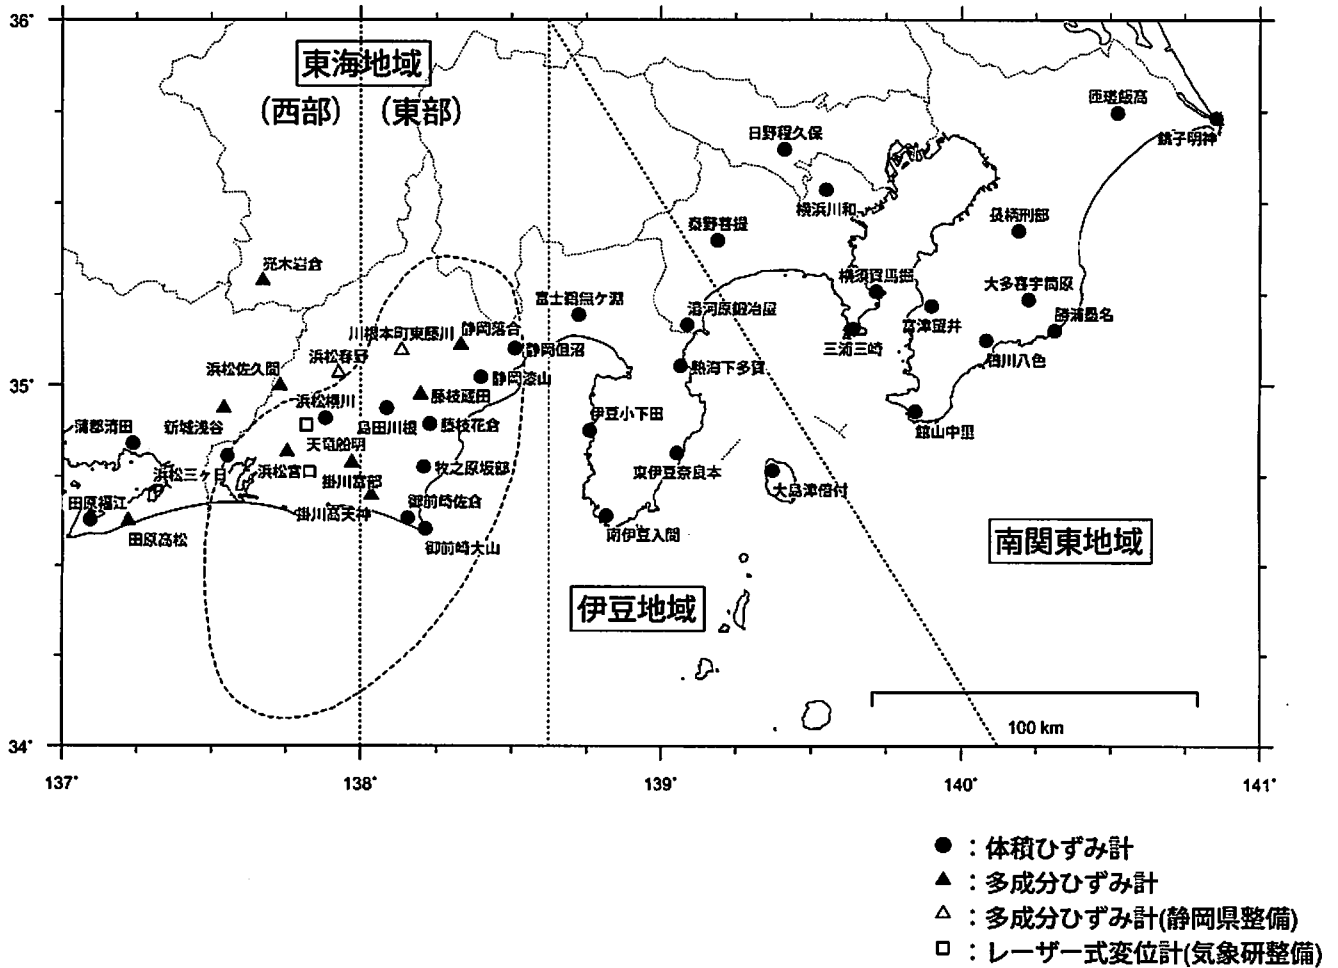 36°
東海地域
(西部)
(東部)
匝瑳飯高
日野程久保
銚子明神
横浜川和
秦野菩提
長柄刑部
売木岩倉
横須賀馬堀
大多喜宇筒原
富士鵜無ケ淵
湯河原鍛冶屋
川根本町東藤川
静岡落合
富津望井
勝浦墨名
浜松春野
静岡但沼
三浦三崎
鴨川八色
35°
浜松佐久間
静岡漆山
熱海下多賀
浜松横川
藤枝蔵田
伊豆小下田
蒲郡清田
新城浅谷
島田川根
藤枝花倉
館山中里
天竜船明
浜松三ケ日
浜松宮口
牧之原坂部
東伊豆奈良本
掛川富部
大島津倍付
田原福江
掛川高天神
御前崎佐倉
田原高松
御前崎大山
南伊豆入間
南関東地域
伊豆地域
100 km
34°
137°
138°
139°
140°
141°
● : 体積ひずみ計
▲ : 多成分ひずみ計
△ : 多成分ひずみ計(静岡県整備)
□ : レーザー式変位計(気象研整備)